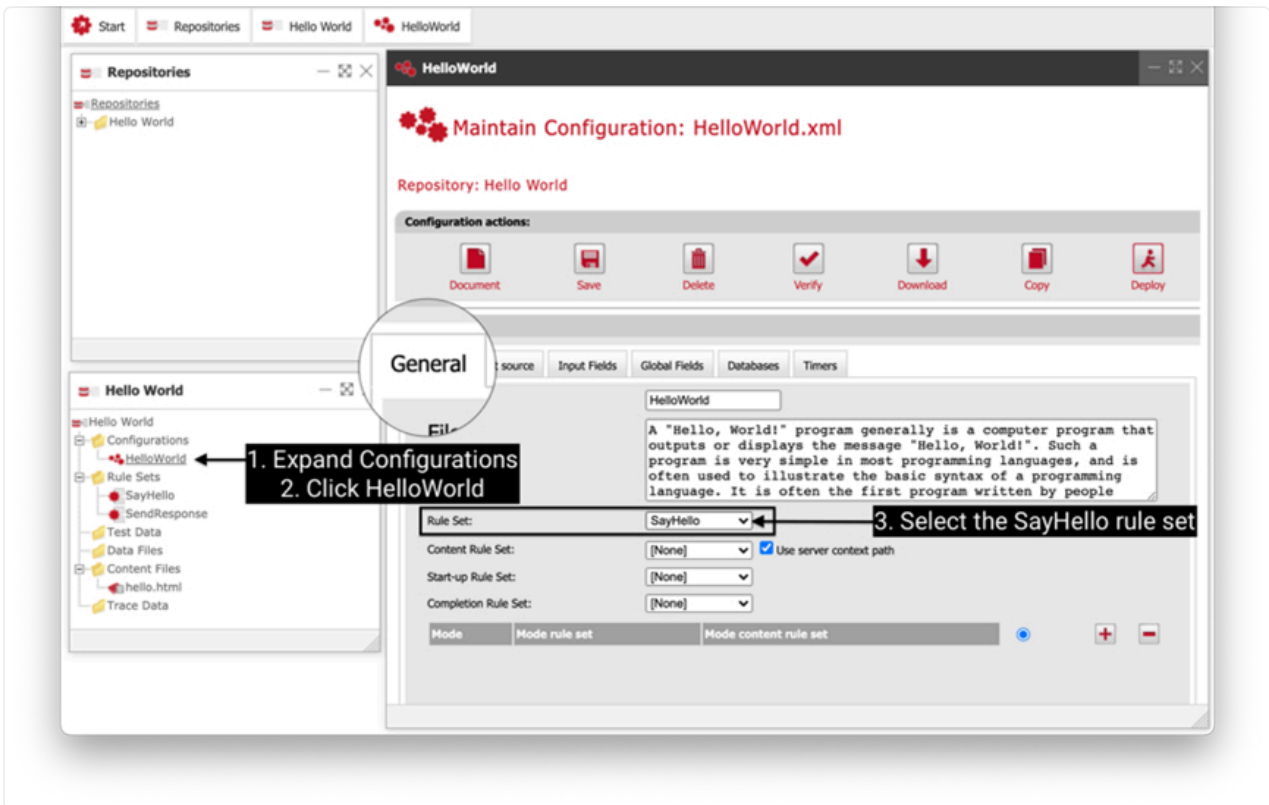 Start Repositories Hello World HelloWorld
Repositories
Repositories
Hello World
HelloWorld
Maintain Configuration: HelloWorld.xml
Repository: Hello World
Configuration actions:
Document Save Delete Verify Download Copy Deploy
General source Input Fields Global Fields Databases Timers
HelloWorld
A "Hello, World!" program generally is a computer program that
outputs or displays the message "Hello, World!". Such a
program is very simple in most programming languages, and is
often used to illustrate the basic syntax of a programming
language. It is often the first program written by people
Rule Set: SayHello
3. Select the SayHello rule set
Content Rule Set: [None] Use server context path
Start-up Rule Set: [None]
Completion Rule Set: [None]
Mode Mode rule set Mode content rule set
Hello World
Hello World
Configurations
HelloWorld
1. Expand Configurations
2. Click HelloWorld
Rule Sets
SayHello
SendResponse
Test Data
Data Files
Content Files
hello.html
Trace Data